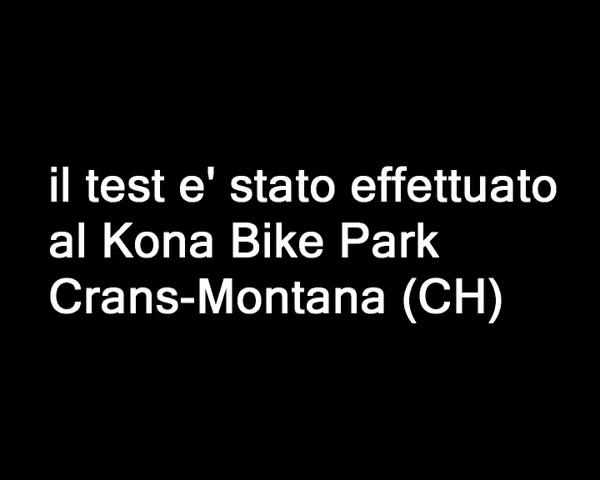 il test e' stato effettuato
al Kona Bike Park
Crans-Montana (CH)